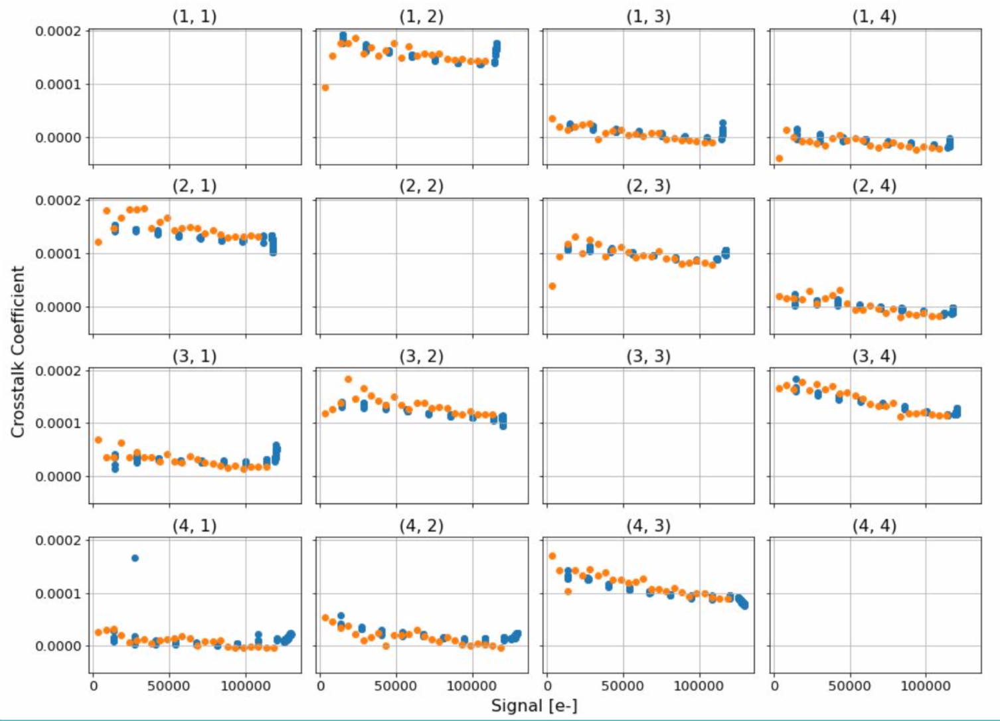 (1, 1) (1, 2) (1, 3) (1, 4)
0.0002
0.0001
0.0000
(2, 1) (2, 2) (2, 3) (2, 4)
0.0002
0.0001
0.0000
Crosstalk Coefficient
(3, 1) (3, 2) (3, 3) (3, 4)
0.0002
0.0001
0.0000
(4, 1) (4, 2) (4, 3) (4, 4)
0.0002
0.0001
0.0000
0 50000 100000 0 50000 100000 0 50000 100000 0 50000 100000
Signal [e-]